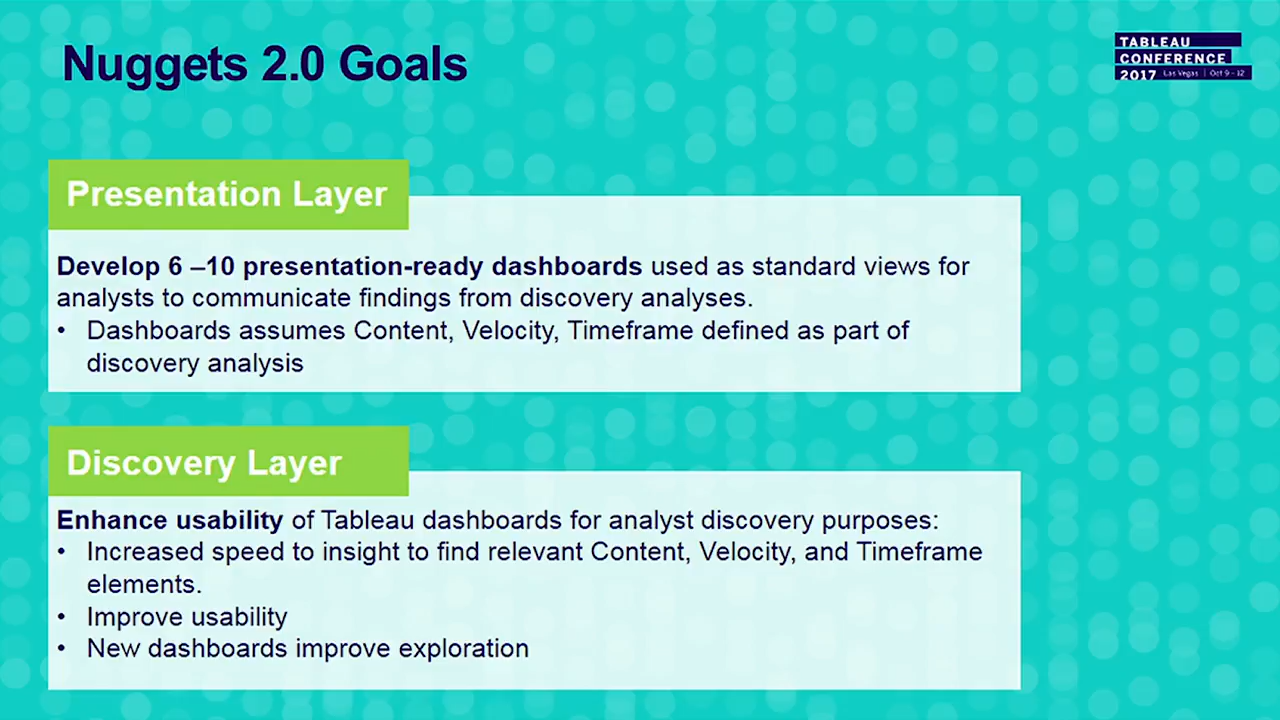 Nuggets 2.0 Goals
TABLEAU
CONFERENCE
2017 Las Vegas | Oct 9 - 12
Presentation Layer
Develop 6 –10 presentation-ready dashboards used as standard views for
analysts to communicate findings from discovery analyses.
• Dashboards assumes Content, Velocity, Timeframe defined as part of
discovery analysis
Discovery Layer
Enhance usability of Tableau dashboards for analyst discovery purposes:
• Increased speed to insight to find relevant Content, Velocity, and Timeframe
elements.
• Improve usability
• New dashboards improve exploration